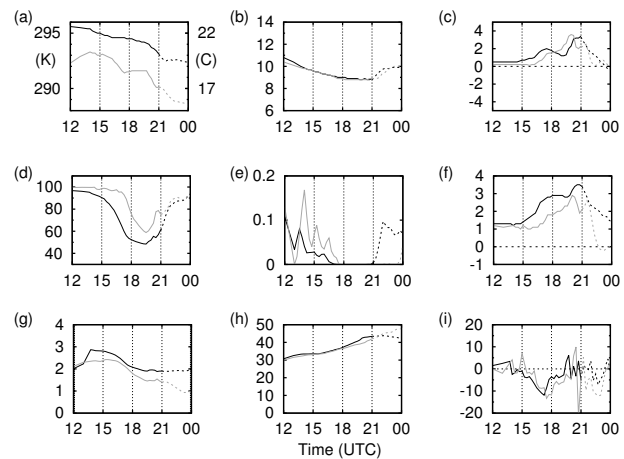 (a) 295 (K) 290 22 (C) 17 12 15 18 21 00
(b) 14 12 10 8 6 12 15 18 21 00
(c) 4 2 0 -2 -4 12 15 18 21 00
(d) 100 80 60 40 12 15 18 21 00
(e) 0.2 0.1 0 12 15 18 21 00
(f) 4 3 2 1 0 -1 12 15 18 21 00
(g) 4 3 2 1 0 12 15 18 21 00
(h) 50 40 30 20 10 0 12 15 18 21 00
(i) 20 10 0 -10 -20 12 15 18 21 00
Time (UTC)